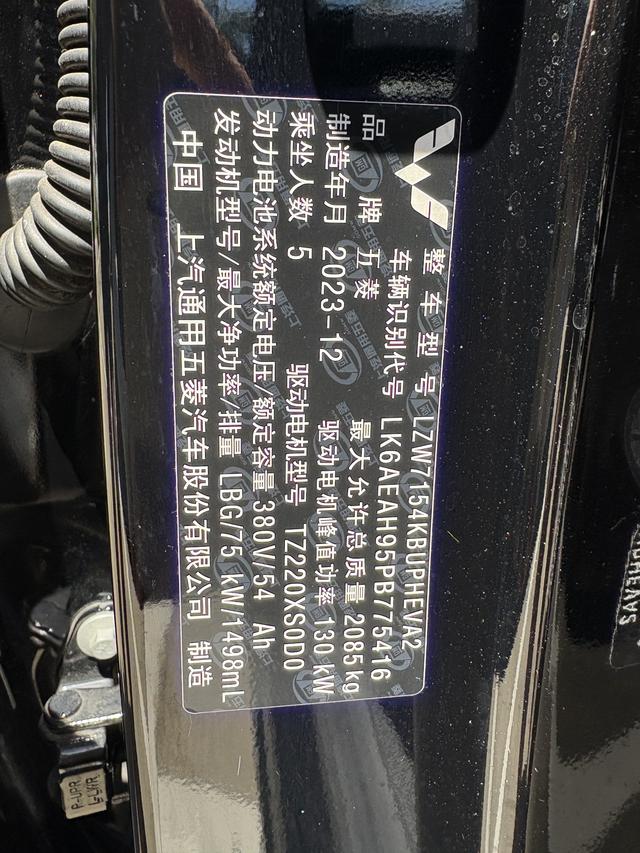 整车型号 LZW7154KBUPHEVA2
车辆识别代号 LK6AEAH95PB775416
品牌 五菱 最大允许总质量 2085kg
制造年月 2023-12 驱动电机峰值功率 130kW
乘坐人数 5 驱动电机型号 TZ220XS0D0
动力电池系统额定电压/额定容量 380V/54 Ah
发动机型号/最大净功率/排量 LBG/75 kW/1498mL
中国 上汽通用五菱汽车股份有限公司 制造